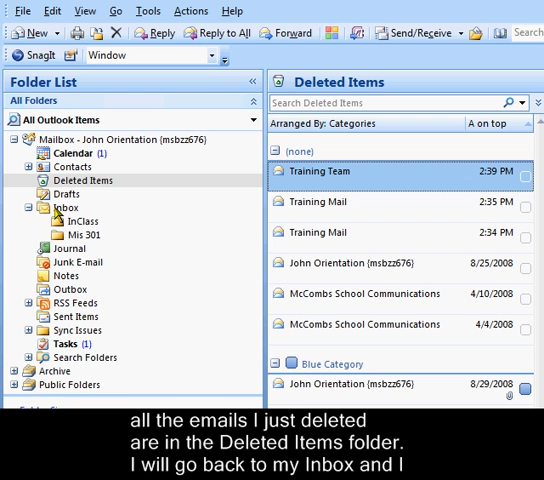 File Edit View Go Tools Actions Help
New Reply Reply to All Forward Send/Receive Search
SnagIt Window
Folder List
All Folders
All Outlook Items
Mailbox - John Orientation (msbzz676)
Calendar (1)
Contacts
Deleted Items
Drafts
Inbox
InClass
Mis 301
Journal
Junk E-mail
Notes
Outbox
RSS Feeds
Sent Items
Sync Issues
Tasks (1)
Search Folders
Archive
Public Folders
Deleted Items
Search Deleted Items
Arranged By: Categories A on top
(none)
Training Team 2:39 PM
Training Mail 2:35 PM
Training Mail 2:34 PM
John Orientation (msbzz676) 8/25/2008
McCombs School Communications 4/10/2008
McCombs School Communications 4/4/2008
Blue Category
John Orientation (msbzz676) 8/29/2008
all the emails I just deleted
are in the Deleted Items folder.
I will go back to my Inbox and I